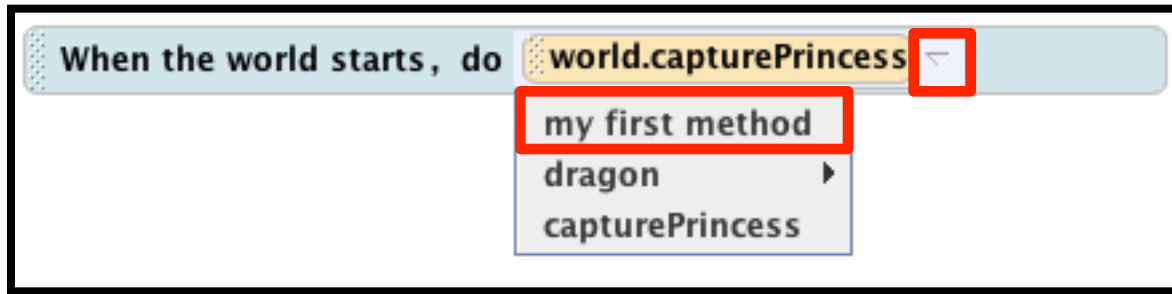 When the world starts, do world.capturePrincess
my first method
dragon
capturePrincess